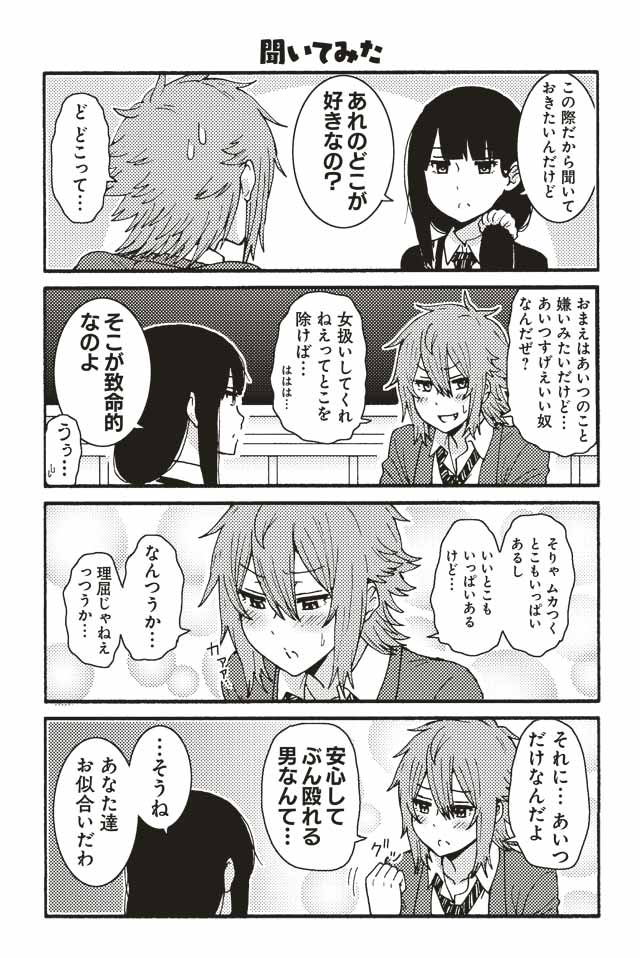 聞いてみた
この際だから聞いて
おきたいんだけど
あれのどこが
好きなの？
ど どこって…
おまえはあいつのこと
嫌いみたいだけど…
あいつすげえいい奴
なんだぜ？
女扱いしてくれ
ねえってとこを
除けば…
ははは…
そこが致命的
なのよ
うぅ…
そりゃ ムカつく
とこもいっぱい
あるし
いいとこも
いっぱいある
けど…
カァァ…
なんつうか…
理屈じゃねえ
っつうか…
それに… あいつ
だけなんだよ
グッ
安心して
ぶん殴れる
男なんて…
…そうね
あなた達
お似合いだわ